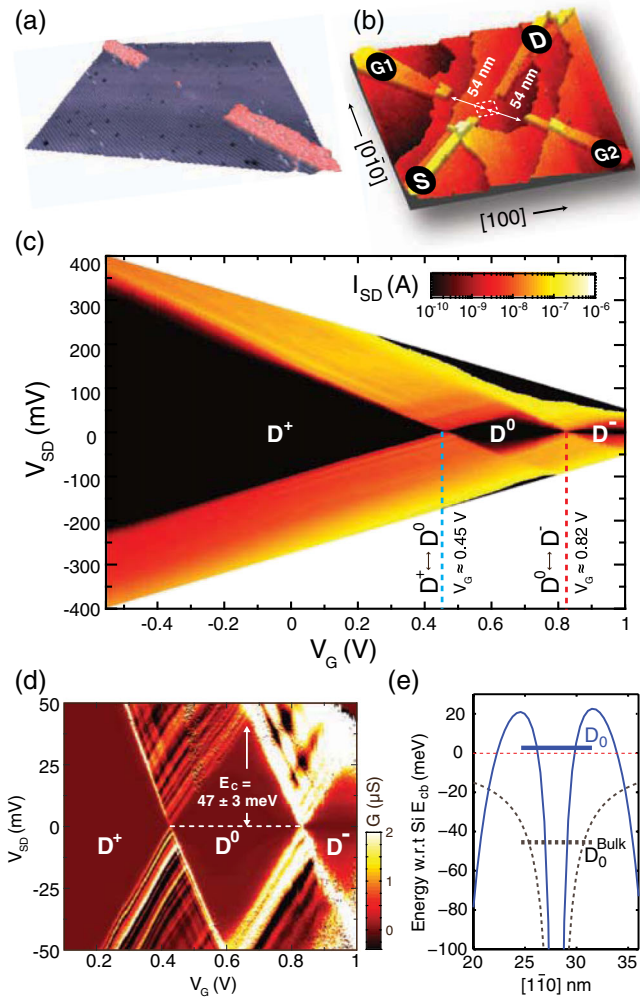 (a)
(b)
G1
D
54 nm
54 nm
S
G2
[01̄0]
[100]
(c)
I_SD (A)
10⁻¹⁰ 10⁻⁹ 10⁻⁸ 10⁻⁷ 10⁻⁶
V_SD (mV)
400
300
200
100
0
-100
-200
-300
-400
D⁺
D⁰
D⁻
D⁺↔D⁰
V_G ≈ 0.45 V
D⁰↔D⁻
V_G ≈ 0.82 V
-0.4 -0.2 0 0.2 0.4 0.6 0.8 1
V_G (V)
(d)
V_SD (mV)
50
25
0
-25
-50
E_C =
47 ± 3 meV
D⁺
D⁰
D⁻
G (μS)
2
1
0
0.2 0.4 0.6 0.8 1
V_G (V)
(e)
Energy w.r.t Si E_cb (meV)
20
0
−20
−40
−60
−80
−100
D₀
D₀^Bulk
20 25 30 35
[11̄0] nm